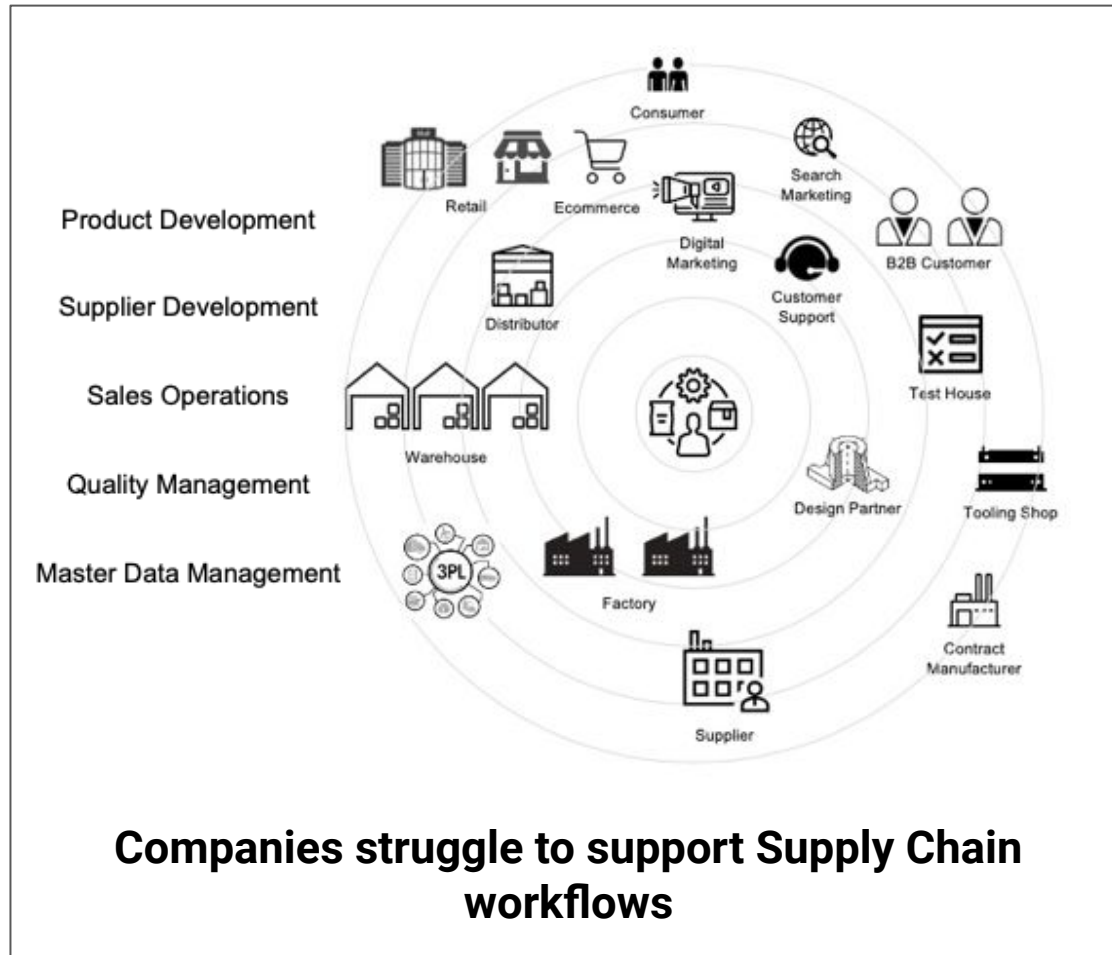 Consumer
Search
Marketing
Retail
Ecommerce
Product Development
Digital
Marketing
B2B Customer
Supplier Development
Customer
Support
Distributor
Sales Operations
Test House
Warehouse
Quality Management
Design Partner
Tooling Shop
Master Data Management
3PL
Factory
Contract
Manufacturer
Supplier
Companies struggle to support Supply Chain
workflows